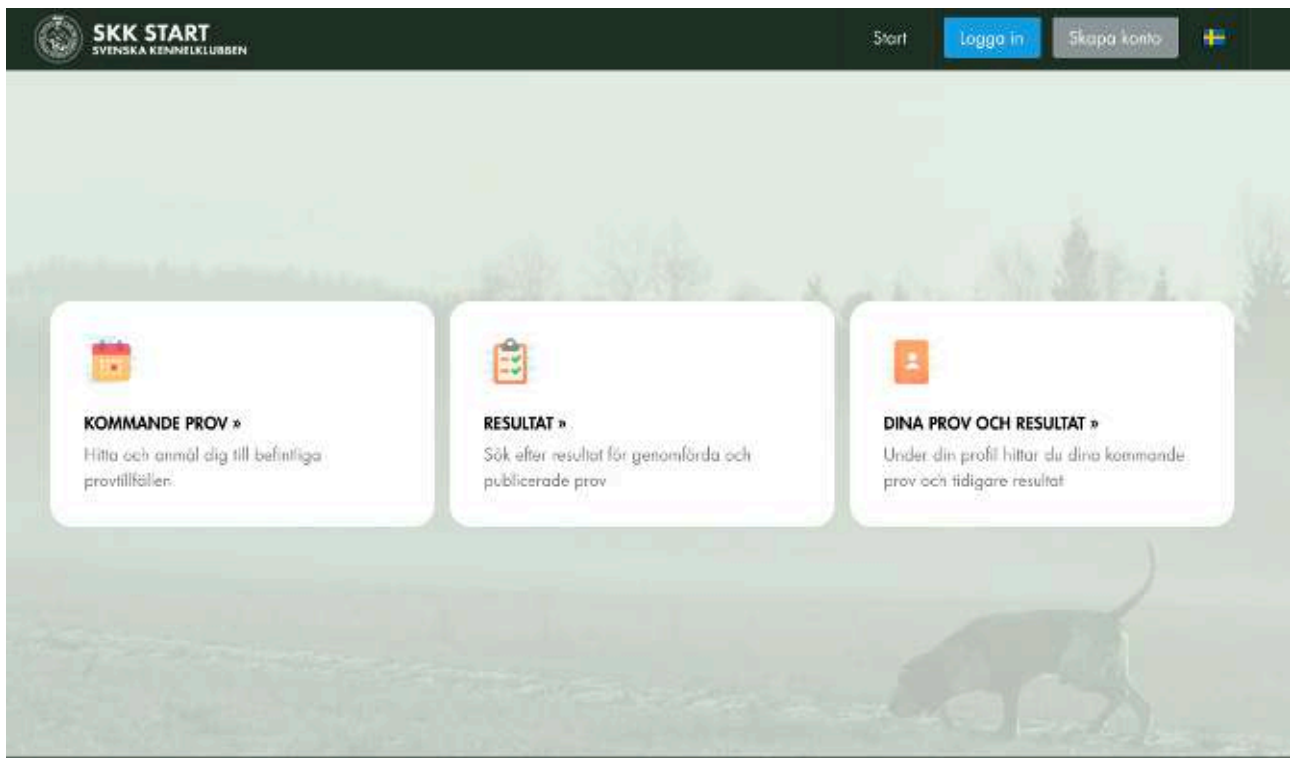 SKK START
SVENSKA KENNELKLUBBEN
Start
Logga in
Skapa konto
KOMMANDE PROV »
Hitta och anmäl dig till befintliga
provtillfällen
RESULTAT »
Sök efter resultat för genomförda och
publicerade prov
DINA PROV OCH RESULTAT »
Under din profil hittar du dina kommande
prov och tidigare resultat